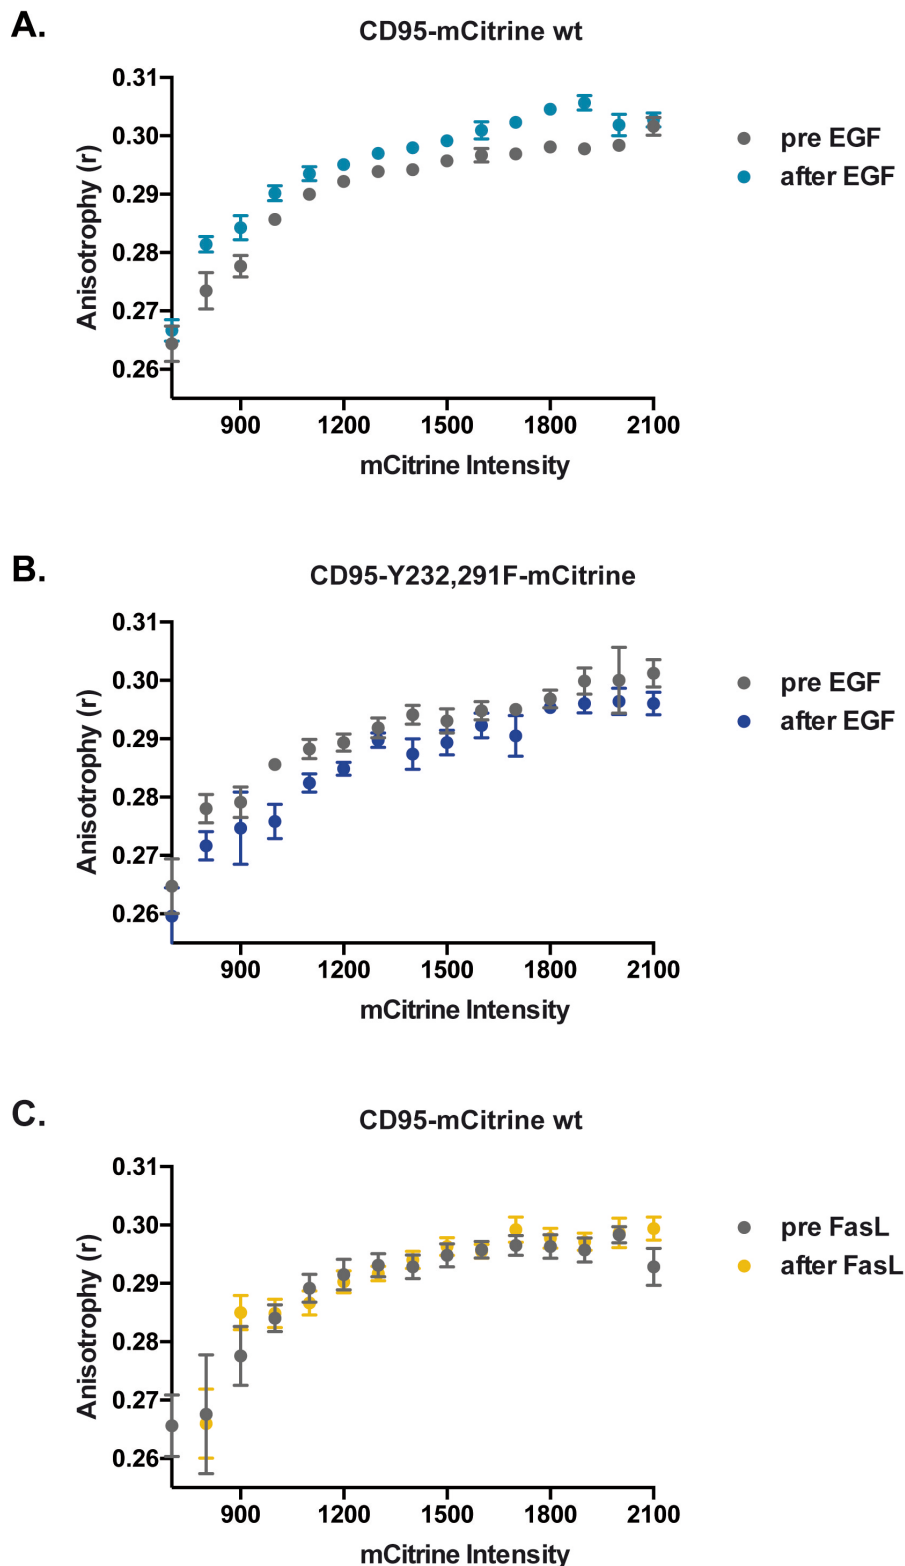 A.
CD95-mCitrine wt
0.31
0.30
0.29
0.28
0.27
0.26
Anisotrophy (r)
900 1200 1500 1800 2100
mCitrine Intensity
pre EGF
after EGF
B.
CD95-Y232,291F-mCitrine
0.31
0.30
0.29
0.28
0.27
0.26
Anisotrophy (r)
900 1200 1500 1800 2100
mCitrine Intensity
pre EGF
after EGF
C.
CD95-mCitrine wt
0.31
0.30
0.29
0.28
0.27
0.26
Anisotrophy (r)
900 1200 1500 1800 2100
mCitrine Intensity
pre FasL
after FasL